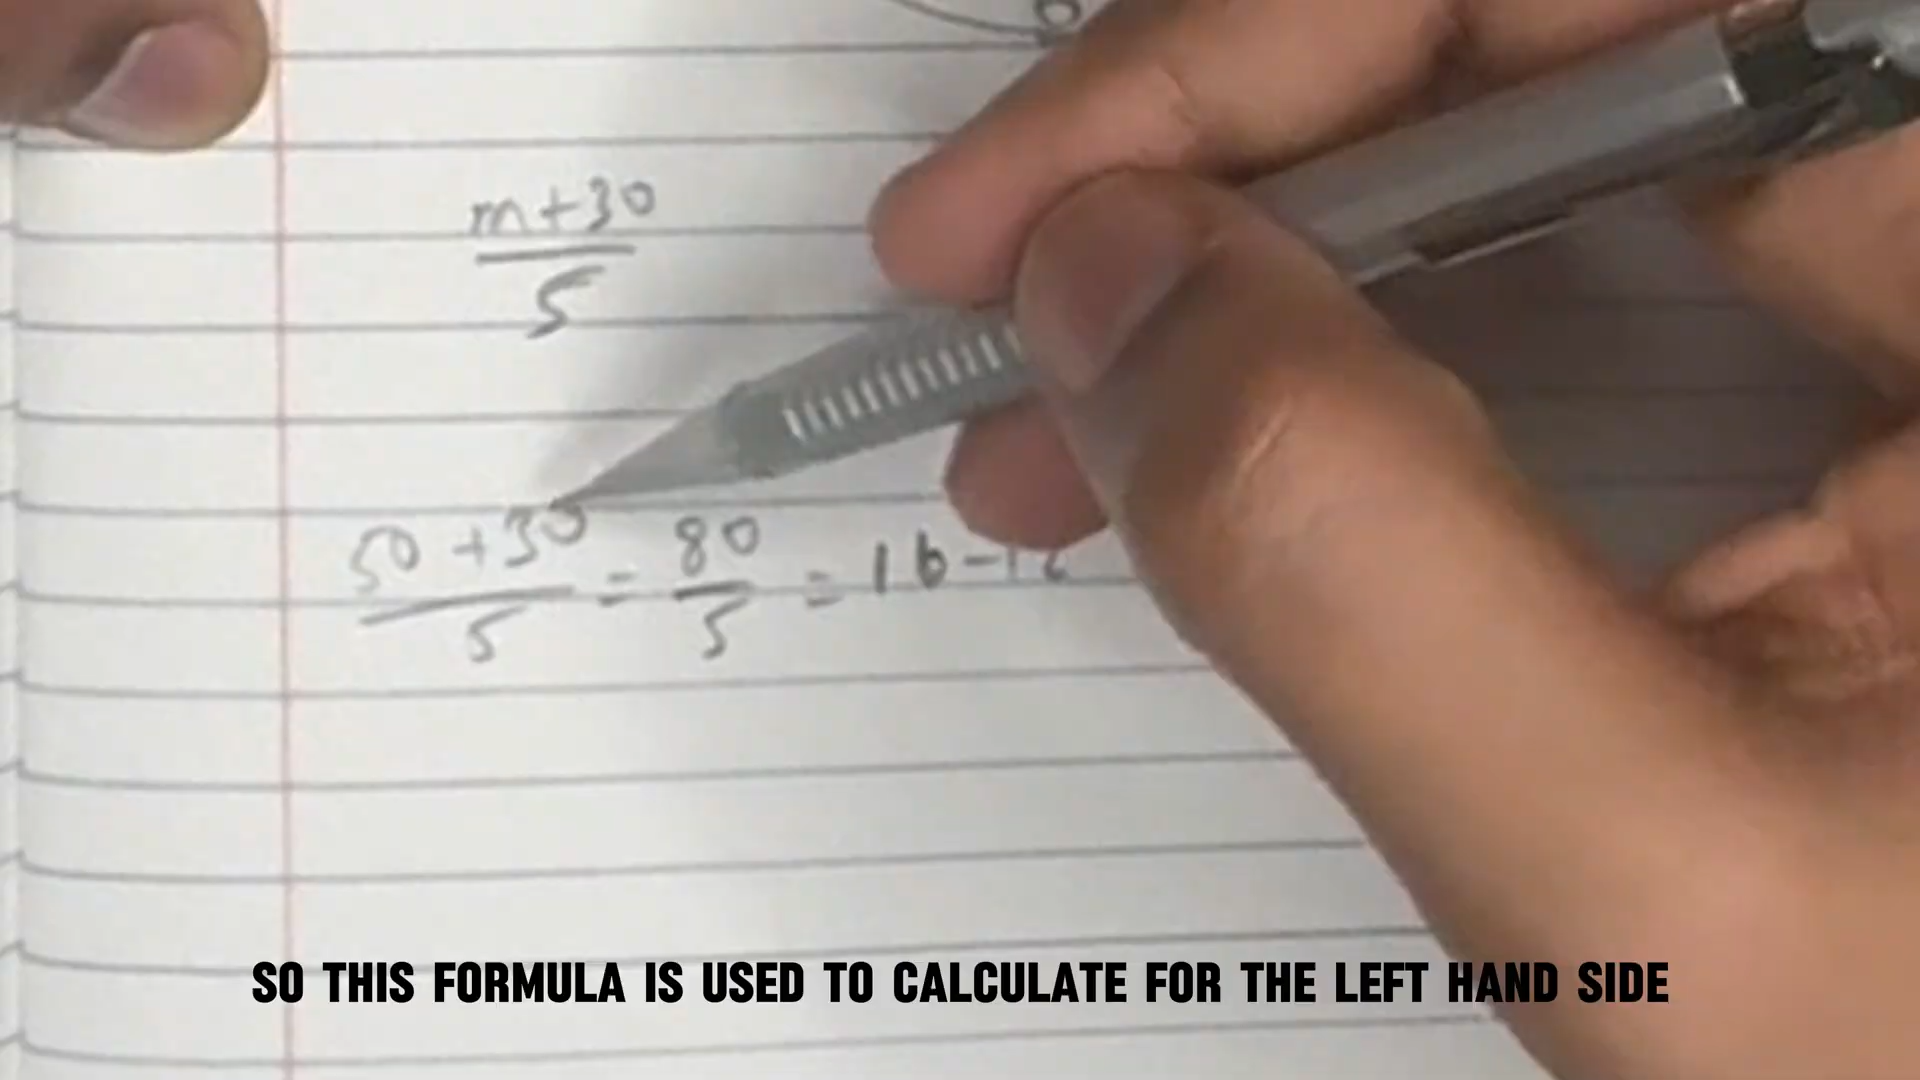 m+30
5
50+30 = 80 = 16-12
5 5
SO THIS FORMULA IS USED TO CALCULATE FOR THE LEFT HAND SIDE